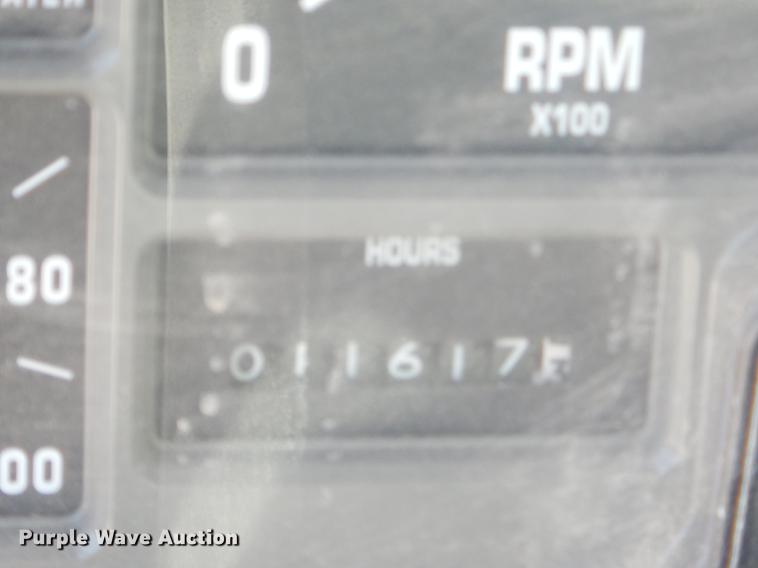 0
RPM
X100
80
HOURS
011617
00
Purple Wave Auction